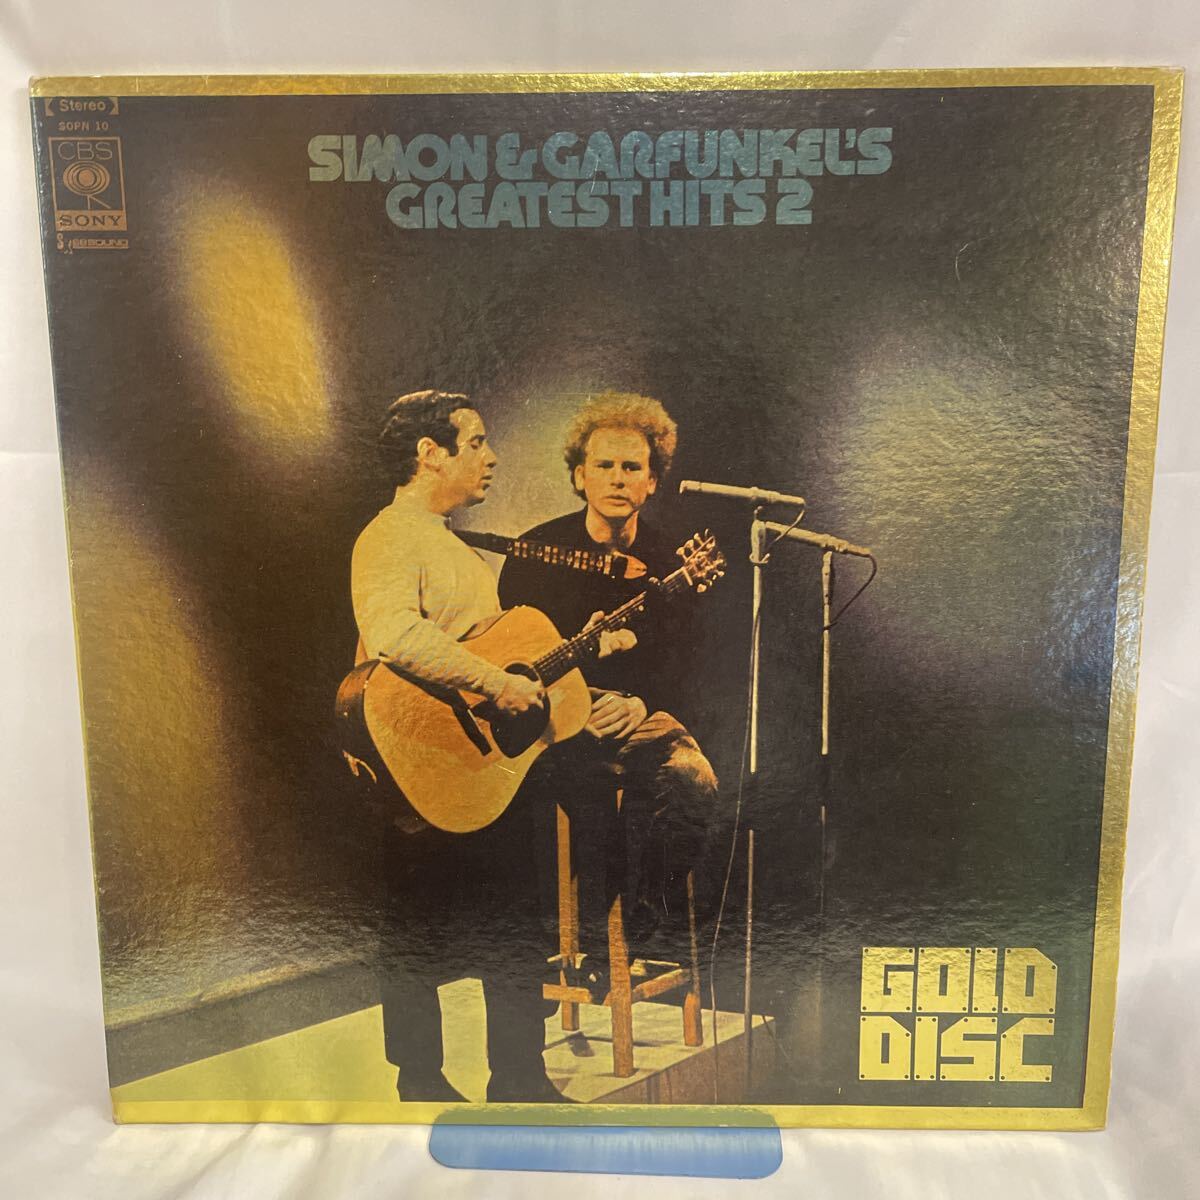 Stereo
SOPN 10
CBS
SONY
SIMON & GARFUNKEL'S
GREATEST HITS 2
GOLD
DISC